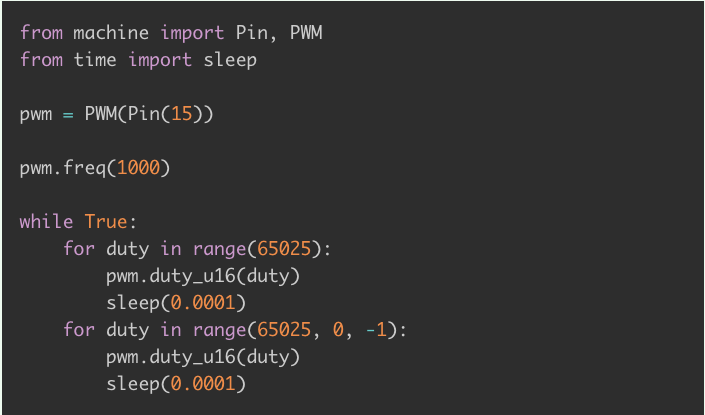 from machine import Pin, PWM
from time import sleep

pwm = PWM(Pin(15))

pwm.freq(1000)

while True:
    for duty in range(65025):
        pwm.duty_u16(duty)
        sleep(0.0001)
    for duty in range(65025, 0, -1):
        pwm.duty_u16(duty)
        sleep(0.0001)